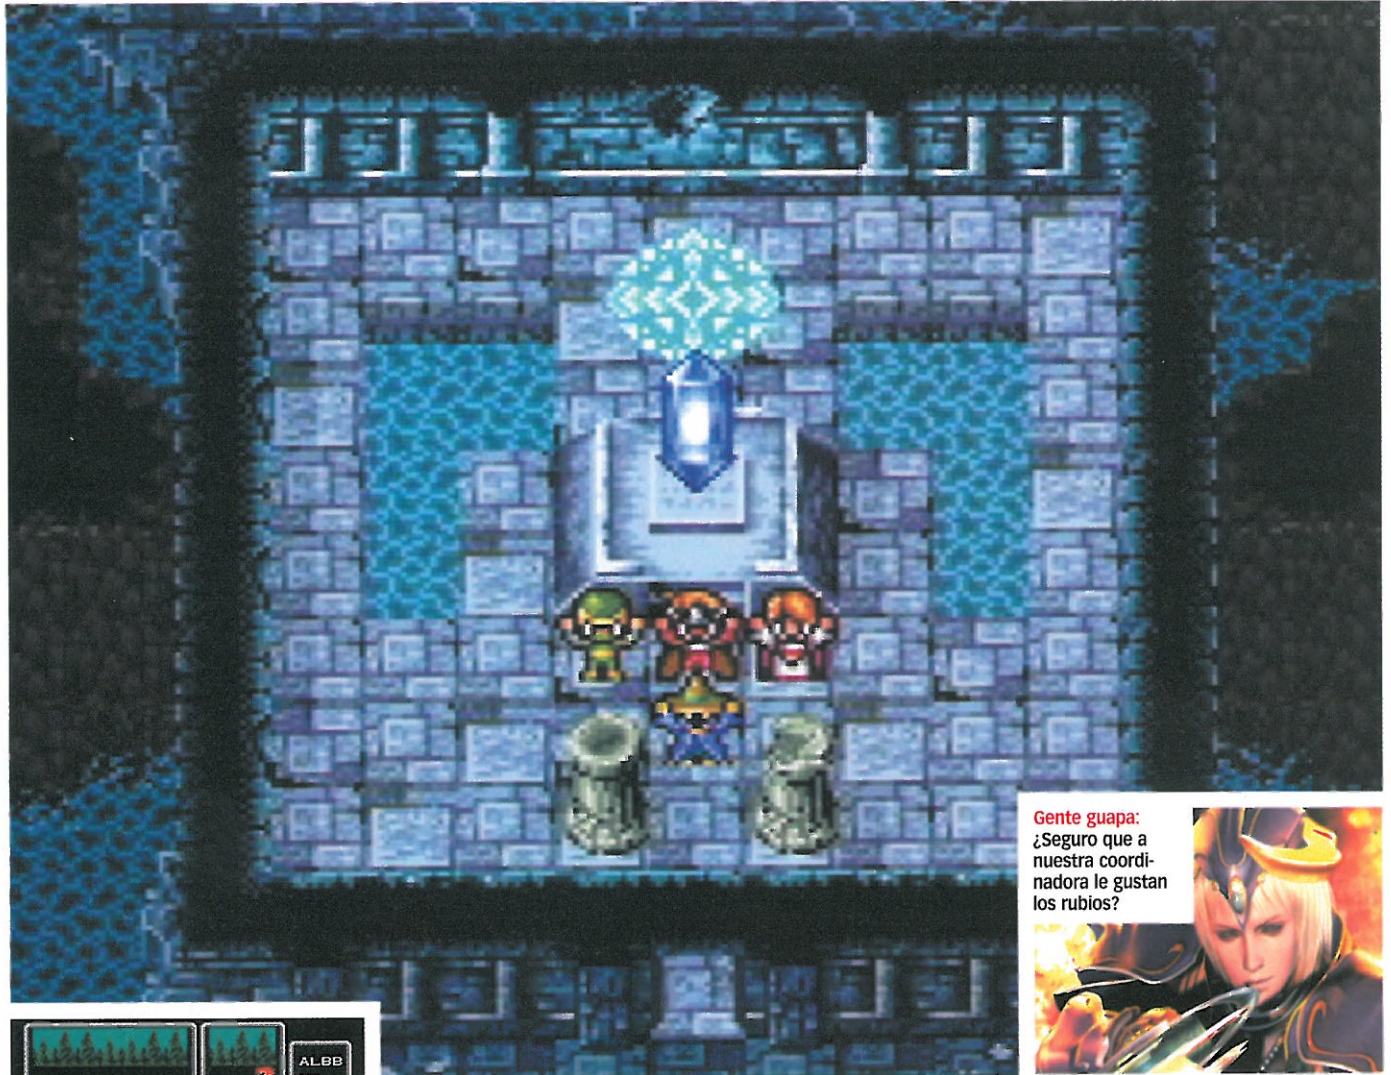 Gente guapa:
¿Seguro que a
nuestra coordi-
nadora le gustan
los rubios?
ALBB